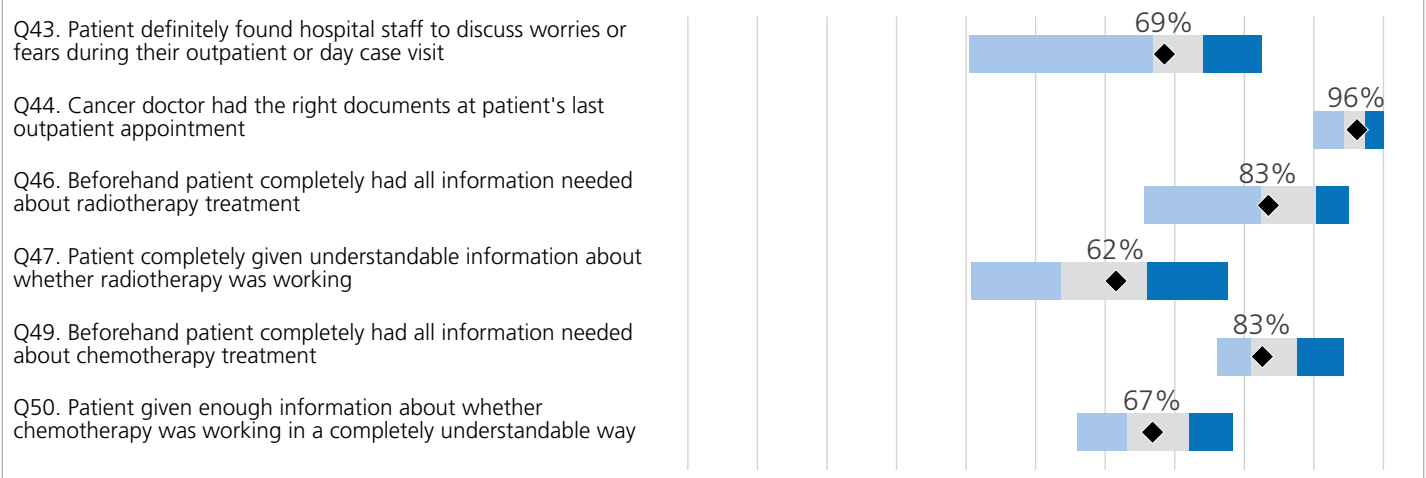 Q43. Patient definitely found hospital staff to discuss worries or
fears during their outpatient or day case visit
69%
Q44. Cancer doctor had the right documents at patient's last
outpatient appointment
96%
Q46. Beforehand patient completely had all information needed
about radiotherapy treatment
83%
Q47. Patient completely given understandable information about
whether radiotherapy was working
62%
Q49. Beforehand patient completely had all information needed
about chemotherapy treatment
83%
Q50. Patient given enough information about whether
chemotherapy was working in a completely understandable way
67%